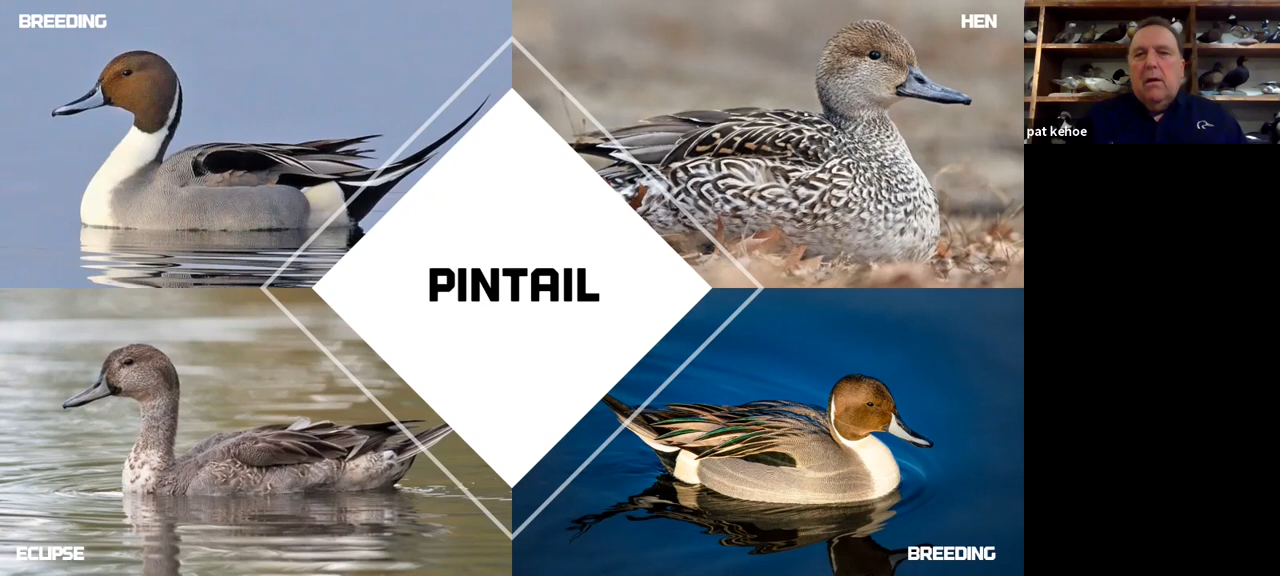 BREEDING
HEN
pat kehoe
PINTAIL
ECLIPSE
BREEDING